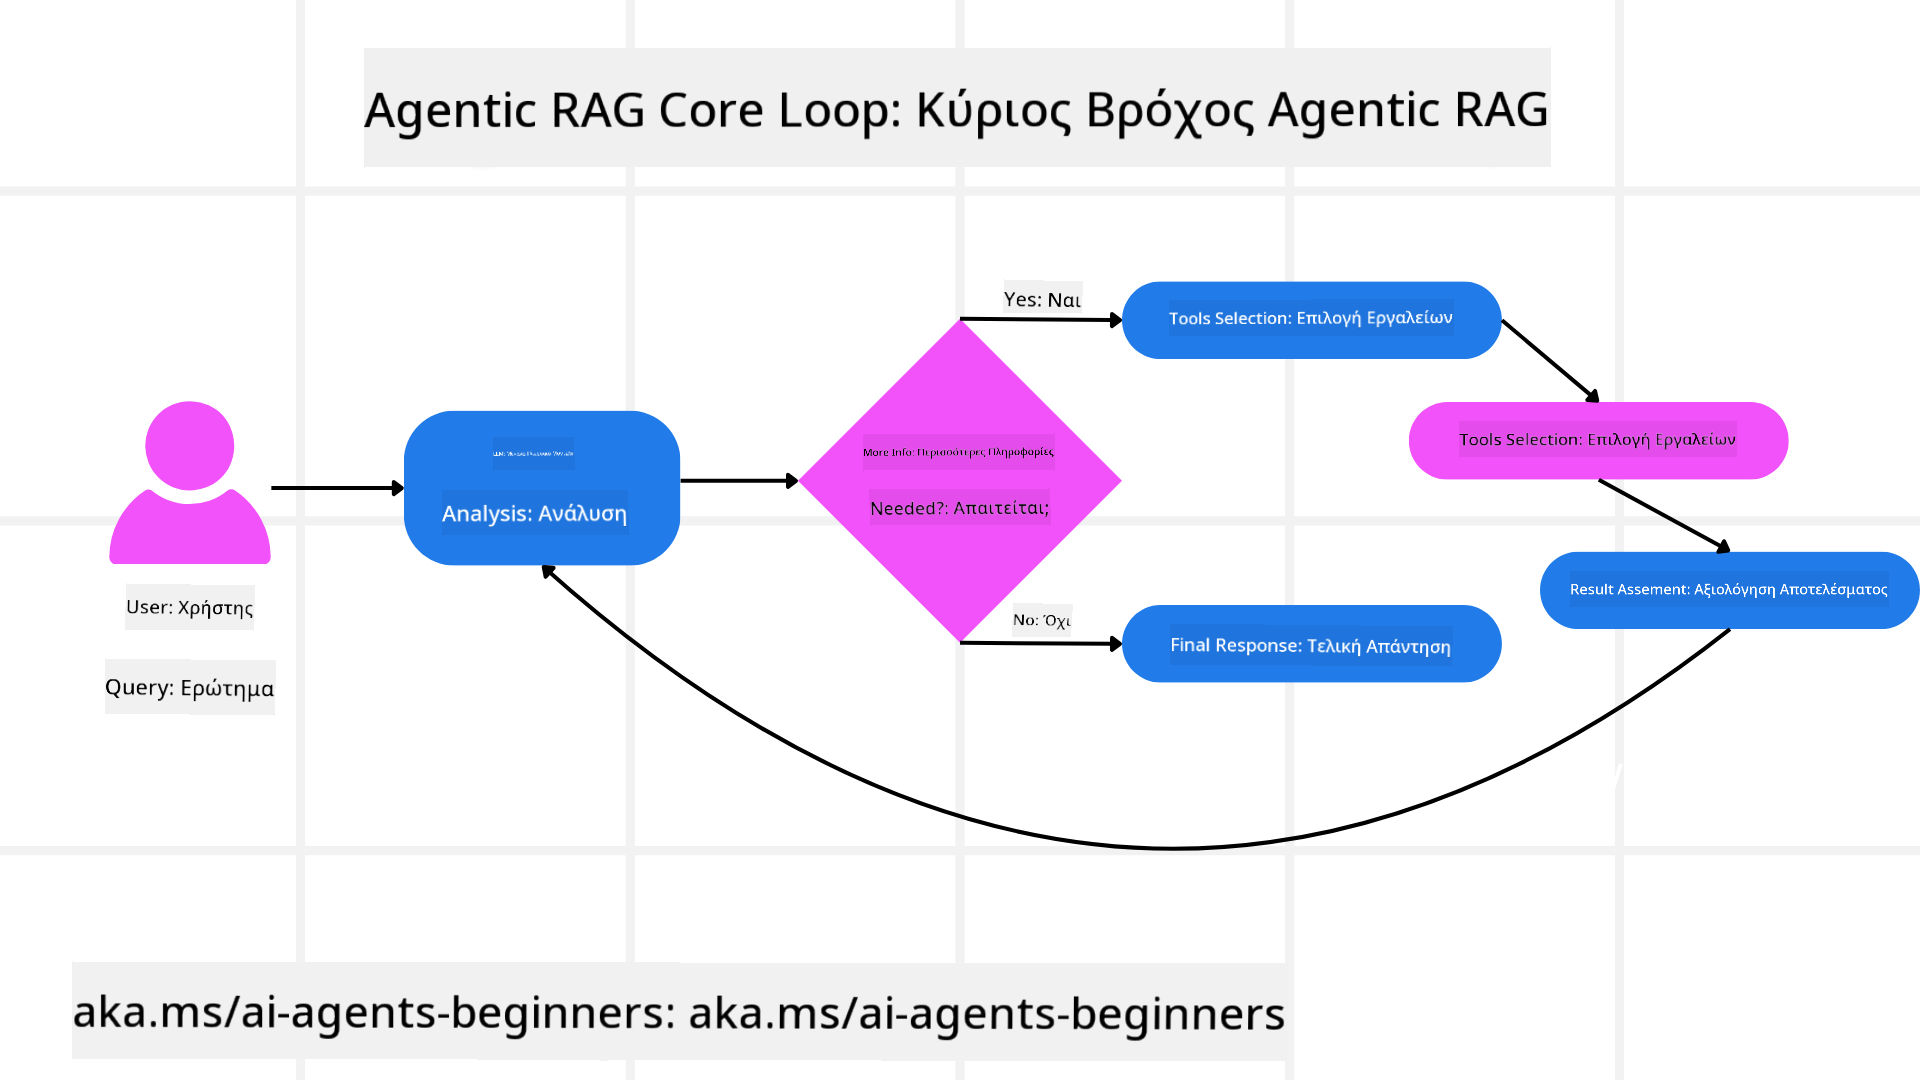 Agentic RAG Core Loop: Κύριος Βρόχος Agentic RAG
Yes: Ναι
Tools Selection: Επιλογή Εργαλείων
Tools Selection: Επιλογή Εργαλείων
More Info: Περισσότερες Πληροφορίες
Needed?: Απαιτείται;
Analysis: Ανάλυση
Result Assement: Αξιολόγηση Αποτελέσματος
User: Χρήστης
No: Όχι
Final Response: Τελική Απάντηση
Query: Ερώτημα
aka.ms/ai-agents-beginners: aka.ms/ai-agents-beginners